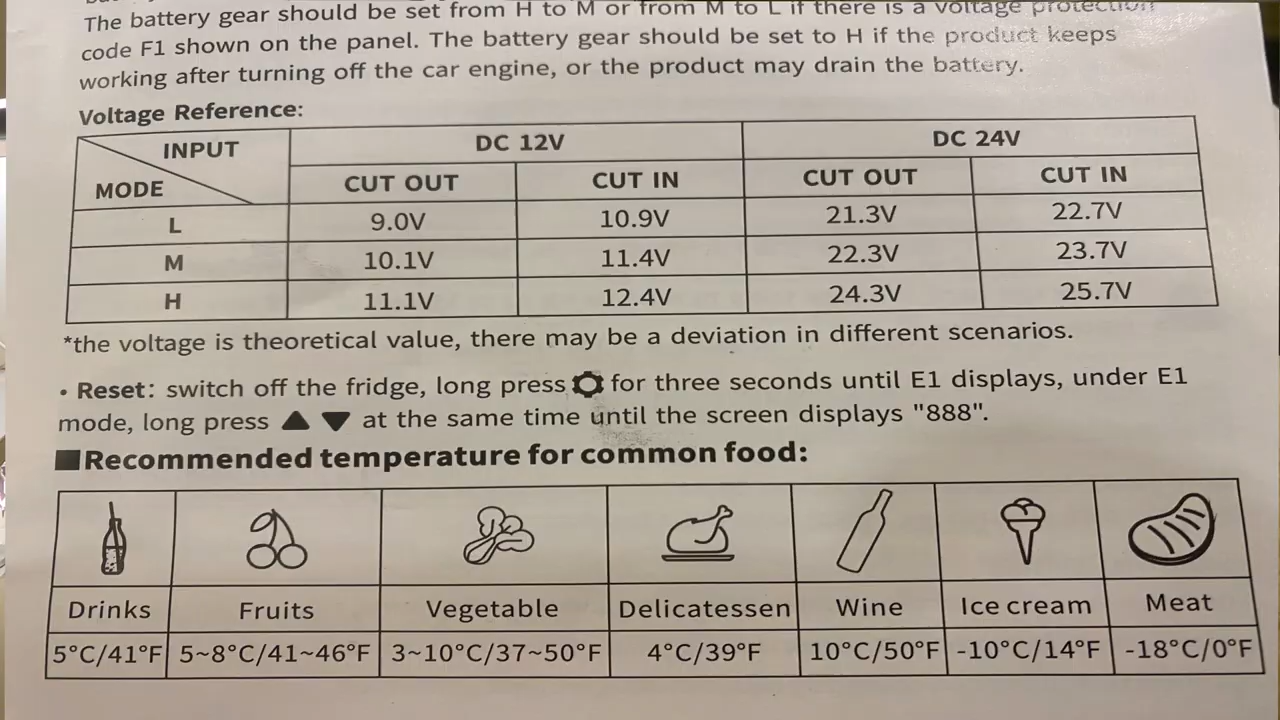 The battery gear should be set from H to M or from M to L if there is a voltage protection
code F1 shown on the panel. The battery gear should be set to H if the product keeps
working after turning off the car engine, or the product may drain the battery.
Voltage Reference:
INPUT DC 12V DC 24V
MODE CUT OUT CUT IN CUT OUT CUT IN
L 9.0V 10.9V 21.3V 22.7V
M 10.1V 11.4V 22.3V 23.7V
H 11.1V 12.4V 24.3V 25.7V
*the voltage is theoretical value, there may be a deviation in different scenarios.
• Reset: switch off the fridge, long press for three seconds until E1 displays, under E1
mode, long press ▲ ▼ at the same time until the screen displays "888".
■Recommended temperature for common food:
Drinks Fruits Vegetable Delicatessen Wine Ice cream Meat
5°C/41°F 5~8°C/41~46°F 3~10°C/37~50°F 4°C/39°F 10°C/50°F -10°C/14°F -18°C/0°F